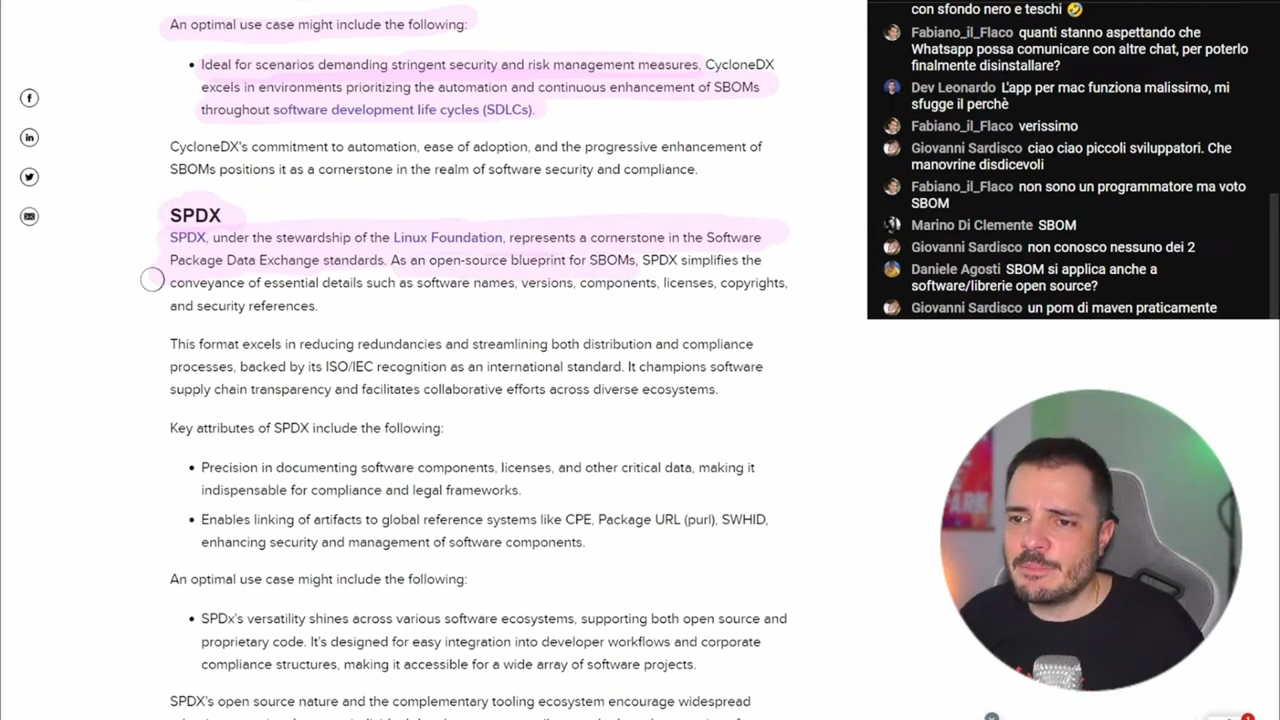 An optimal use case might include the following:
• Ideal for scenarios demanding stringent security and risk management measures, CycloneDX
excels in environments prioritizing the automation and continuous enhancement of SBOMs
throughout software development life cycles (SDLCs).
CycloneDX's commitment to automation, ease of adoption, and the progressive enhancement of
SBOMs positions it as a cornerstone in the realm of software security and compliance.
SPDX
SPDX, under the stewardship of the Linux Foundation, represents a cornerstone in the Software
Package Data Exchange standards. As an open-source blueprint for SBOMs, SPDX simplifies the
conveyance of essential details such as software names, versions, components, licenses, copyrights,
and security references.
This format excels in reducing redundancies and streamlining both distribution and compliance
processes, backed by its ISO/IEC recognition as an international standard. It champions software
supply chain transparency and facilitates collaborative efforts across diverse ecosystems.
Key attributes of SPDX include the following:
• Precision in documenting software components, licenses, and other critical data, making it
indispensable for compliance and legal frameworks.
• Enables linking of artifacts to global reference systems like CPE, Package URL (purl), SWHID,
enhancing security and management of software components.
An optimal use case might include the following:
• SPDx's versatility shines across various software ecosystems, supporting both open source and
proprietary code. It's designed for easy integration into developer workflows and corporate
compliance structures, making it accessible for a wide array of software projects.
SPDX's open source nature and the complementary tooling ecosystem encourage widespread
con sfondo nero e teschi 🤣
Fabiano_il_Flaco quanti stanno aspettando che
Whatsapp possa comunicare con altre chat, per poterlo
finalmente disinstallare?
Dev Leonardo L'app per mac funziona malissimo, mi
sfugge il perchè
Fabiano_il_Flaco verissimo
Giovanni Sardisco ciao ciao piccoli sviluppatori. Che
manovrine disdicevoli
Fabiano_il_Flaco non sono un programmatore ma voto
SBOM
Marino Di Clemente SBOM
Giovanni Sardisco non conosco nessuno dei 2
Daniele Agosti SBOM si applica anche a
software/librerie open source?
Giovanni Sardisco un pom di maven praticamente